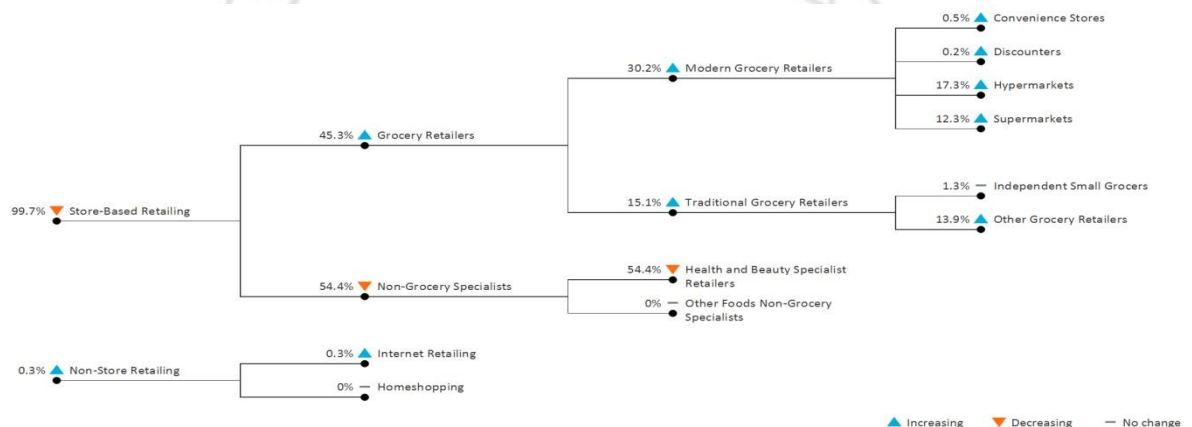 0.5% Convenience Stores
0.2% Discounters
30.2% Modern Grocery Retailers
17.3% Hypermarkets
12.3% Supermarkets
45.3% Grocery Retailers
1.3% — Independent Small Grocers
15.1% Traditional Grocery Retailers
13.9% Other Grocery Retailers
99.7% Store-Based Retailing
54.4% Health and Beauty Specialist
Retailers
54.4% Non-Grocery Specialists
0% — Other Foods Non-Grocery
Specialists
0.3% Internet Retailing
0.3% Non-Store Retailing
0% — Homeshopping
Increasing Decreasing — No change